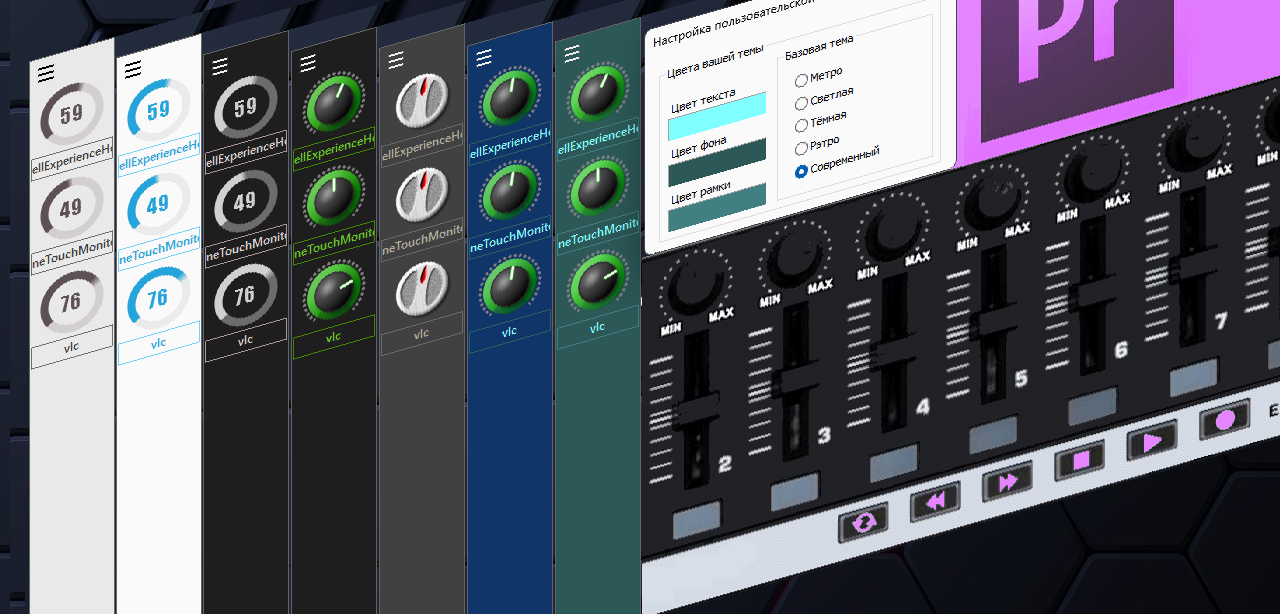 59
ellExperienceHo
49
neTouchMonito
76
vlc
59
ellExperienceHo
49
neTouchMonito
76
vlc
59
ellExperienceHo
49
neTouchMonito
76
vlc
ellExperienceHo
neTouchMonito
vlc
ellExperienceHo
neTouchMonito
vlc
ellExperienceHo
neTouchMonito
vlc
ellExperienceHo
neTouchMonito
vlc
Настройка пользовательской
Цвета вашей темы
Цвет текста
Цвет фона
Цвет рамки
Базовая тема
Метро
Светлая
Тёмная
Рэтро
Современный
Pr
MIN MAX
2
MIN MAX
3
MIN MAX
4
MIN MAX
5
MIN MAX
6
MIN MAX
7
MIN
E